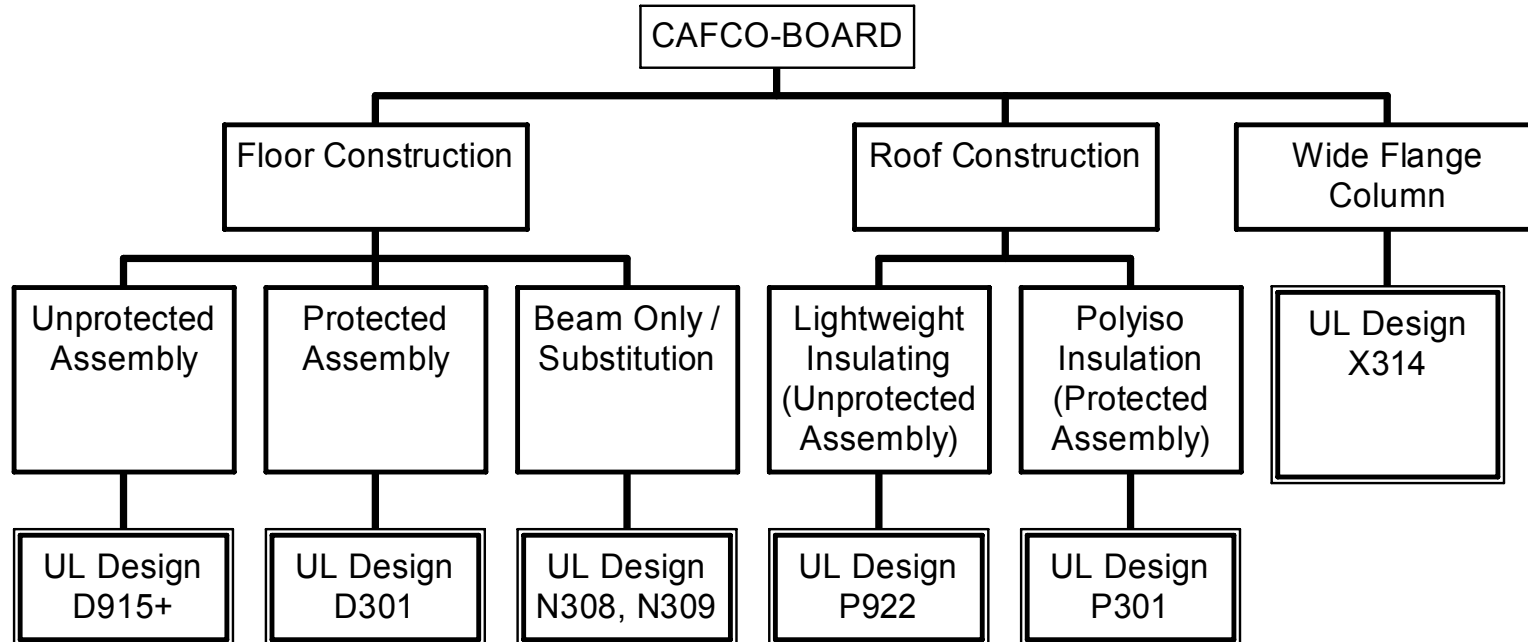 CAFCO-BOARD
Floor Construction
Roof Construction
Wide Flange
Column
Unprotected
Assembly
Protected
Assembly
Beam Only /
Substitution
Lightweight
Insulating
(Unprotected
Assembly)
Polyiso
Insulation
(Protected
Assembly)
UL Design
X314
UL Design
D915+
UL Design
D301
UL Design
N308, N309
UL Design
P922
UL Design
P301